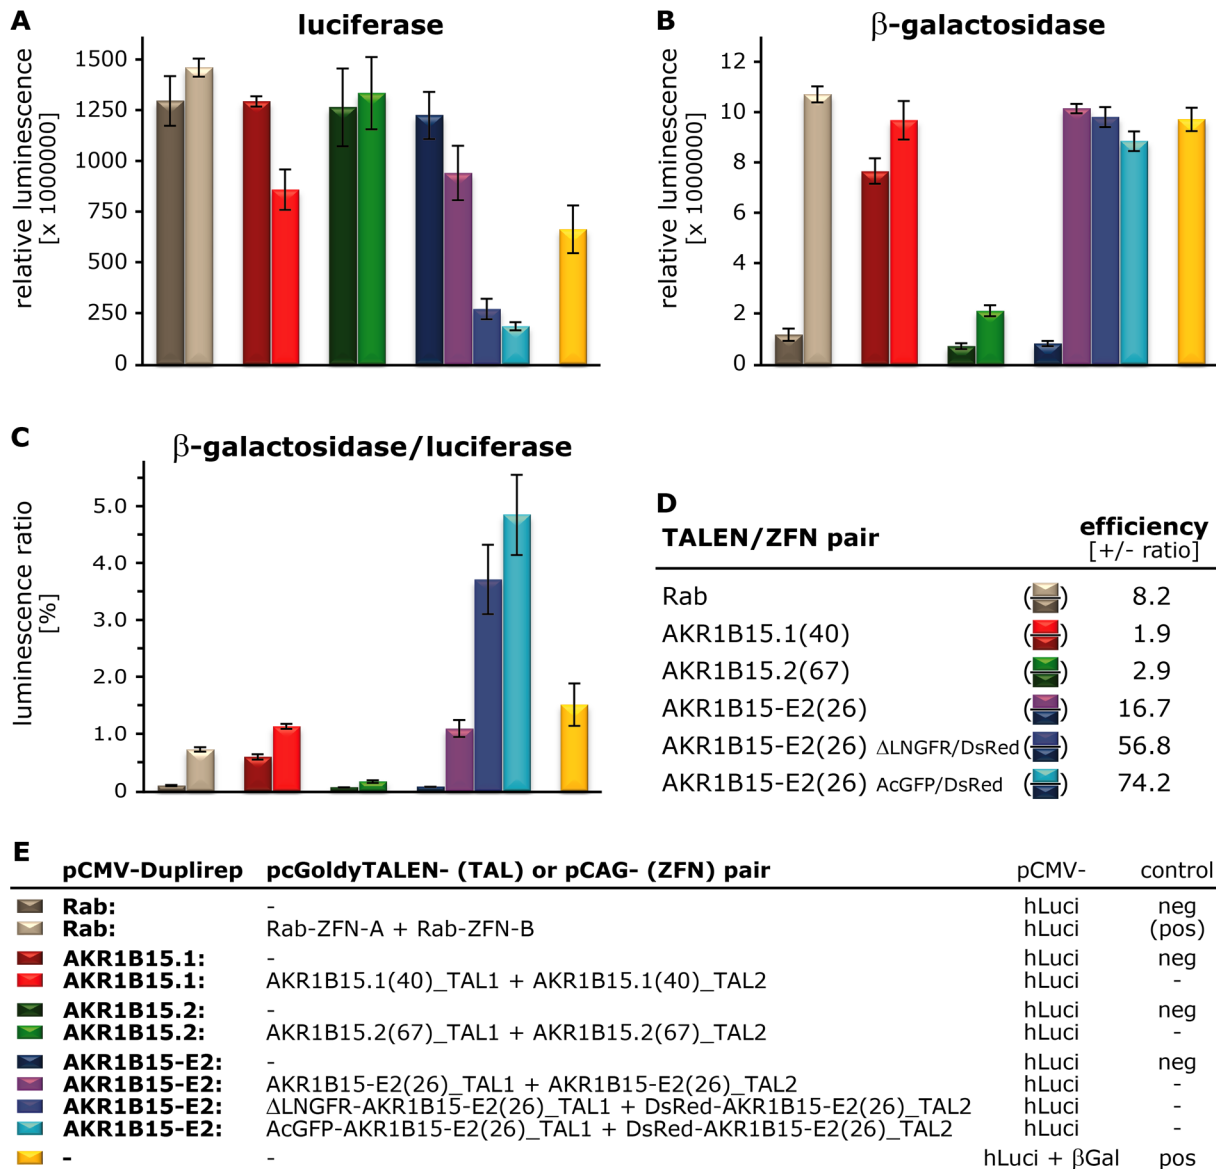 A
luciferase
relative luminescence
[x 1000000]
1500
1250
1000
750
500
250
0
B
β-galactosidase
relative luminescence
[x 1000000]
12
10
8
6
4
2
0
C
β-galactosidase/luciferase
luminescence ratio
[%]
5.0
4.0
3.0
2.0
1.0
0
D
TALEN/ZFN pair efficiency
[+/- ratio]
Rab 8.2
AKR1B15.1(40) 1.9
AKR1B15.2(67) 2.9
AKR1B15-E2(26) 16.7
AKR1B15-E2(26) ΔLNGFR/DsRed 56.8
AKR1B15-E2(26) AcGFP/DsRed 74.2
E
pCMV-Duplirep pcGoldyTALEN- (TAL) or pCAG- (ZFN) pair pCMV- control
Rab: - hLuci neg
Rab: Rab-ZFN-A + Rab-ZFN-B hLuci (pos)
AKR1B15.1: - hLuci neg
AKR1B15.1: AKR1B15.1(40)_TAL1 + AKR1B15.1(40)_TAL2 hLuci -
AKR1B15.2: - hLuci neg
AKR1B15.2: AKR1B15.2(67)_TAL1 + AKR1B15.2(67)_TAL2 hLuci -
AKR1B15-E2: - hLuci neg
AKR1B15-E2: AKR1B15-E2(26)_TAL1 + AKR1B15-E2(26)_TAL2 hLuci -
AKR1B15-E2: ΔLNGFR-AKR1B15-E2(26)_TAL1 + DsRed-AKR1B15-E2(26)_TAL2 hLuci -
AKR1B15-E2: AcGFP-AKR1B15-E2(26)_TAL1 + DsRed-AKR1B15-E2(26)_TAL2 hLuci -
- - hLuci + βGal pos